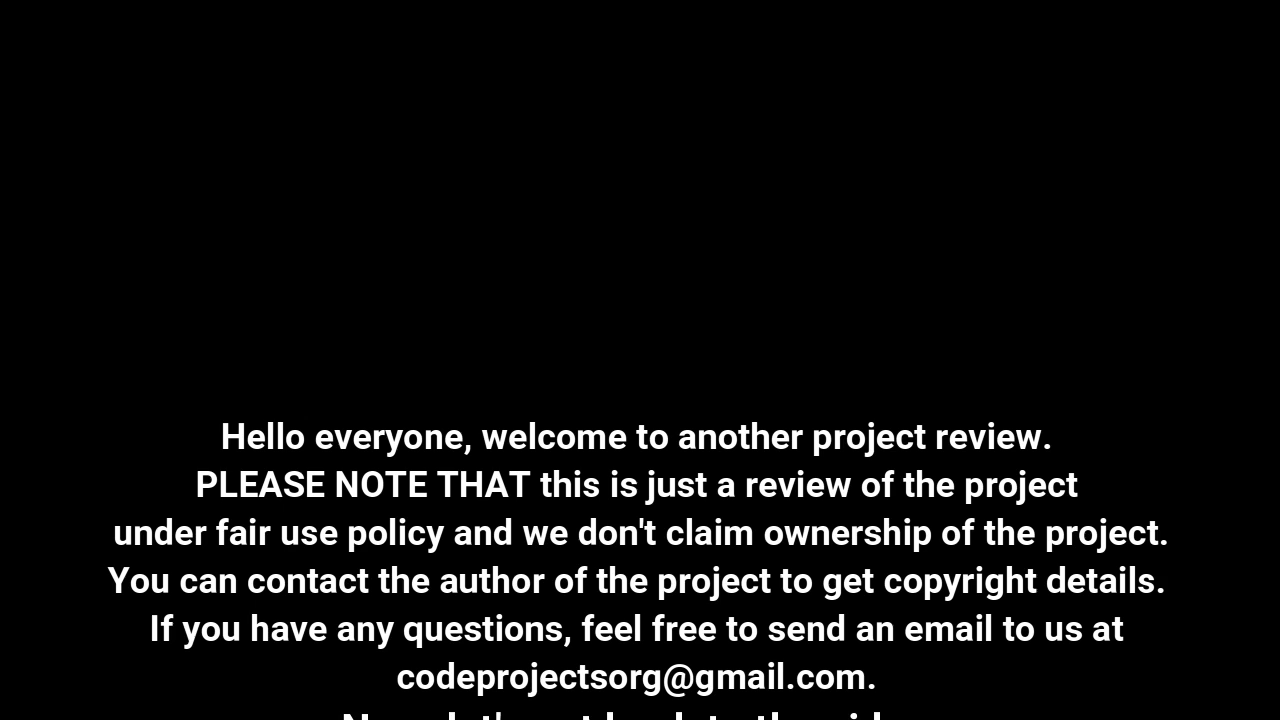 Hello everyone, welcome to another project review.
PLEASE NOTE THAT this is just a review of the project
under fair use policy and we don't claim ownership of the project.
You can contact the author of the project to get copyright details.
If you have any questions, feel free to send an email to us at
codeprojectsorg@gmail.com.